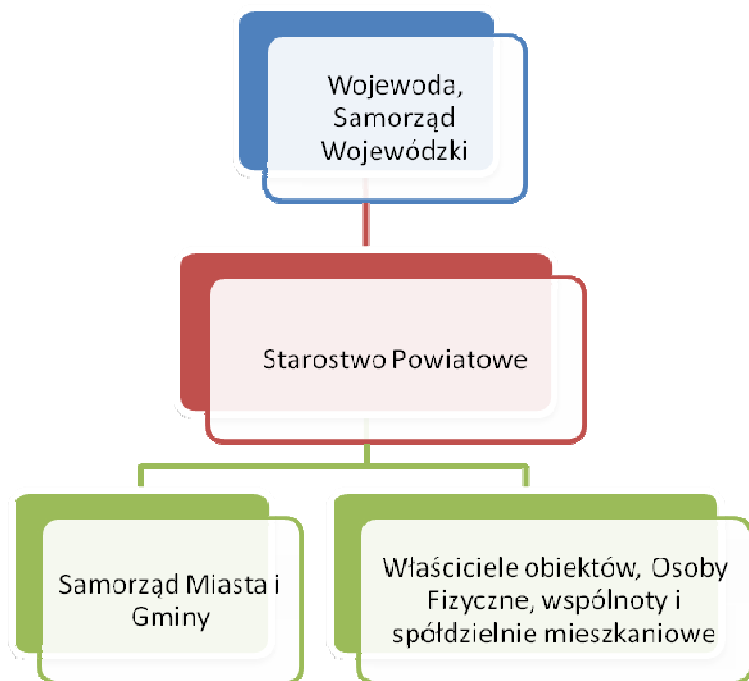 Wojewoda,
Samorząd
Wojewódzki
Starostwo Powiatowe
Samorząd Miasta i
Gminy
Właściciele obiektów, Osoby
Fizyczne, wspólnoty i
spółdzielnie mieszkaniowe